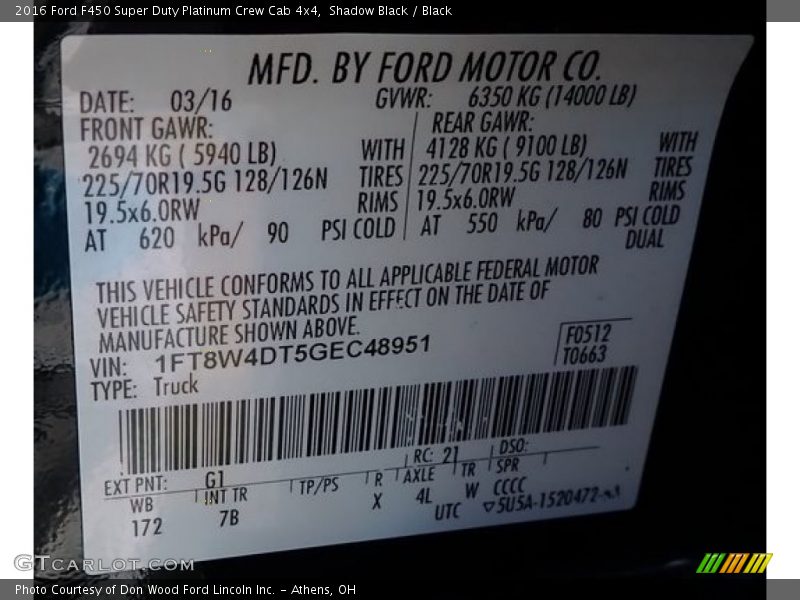 2016 Ford F450 Super Duty Platinum Crew Cab 4x4, Shadow Black / Black
MFD. BY FORD MOTOR CO.
DATE: 03/16 GVWR: 6350 KG (14000 LB)
FRONT GAWR: REAR GAWR:
2694 KG ( 5940 LB) WITH 4128 KG ( 9100 LB) WITH
225/70R19.5G 128/126N TIRES 225/70R19.5G 128/126N TIRES
19.5x6.0RW RIMS 19.5x6.0RW RIMS
AT 620 kPa/ 90 PSI COLD AT 550 kPa/ 80 PSI COLD
DUAL
THIS VEHICLE CONFORMS TO ALL APPLICABLE FEDERAL MOTOR
VEHICLE SAFETY STANDARDS IN EFFECT ON THE DATE OF
MANUFACTURE SHOWN ABOVE.
VIN: 1FT8W4DT5GEC48951 F0512
TYPE: Truck T0663
EXT PNT: G1 RC: 21 DSO:
WB INT TR TP/PS R AXLE TR SPR
172 7B X 4L W CCCC
UTC ▽5U5A-1520472-
GTCARLOT.COM
Photo Courtesy of Don Wood Ford Lincoln Inc. - Athens, OH